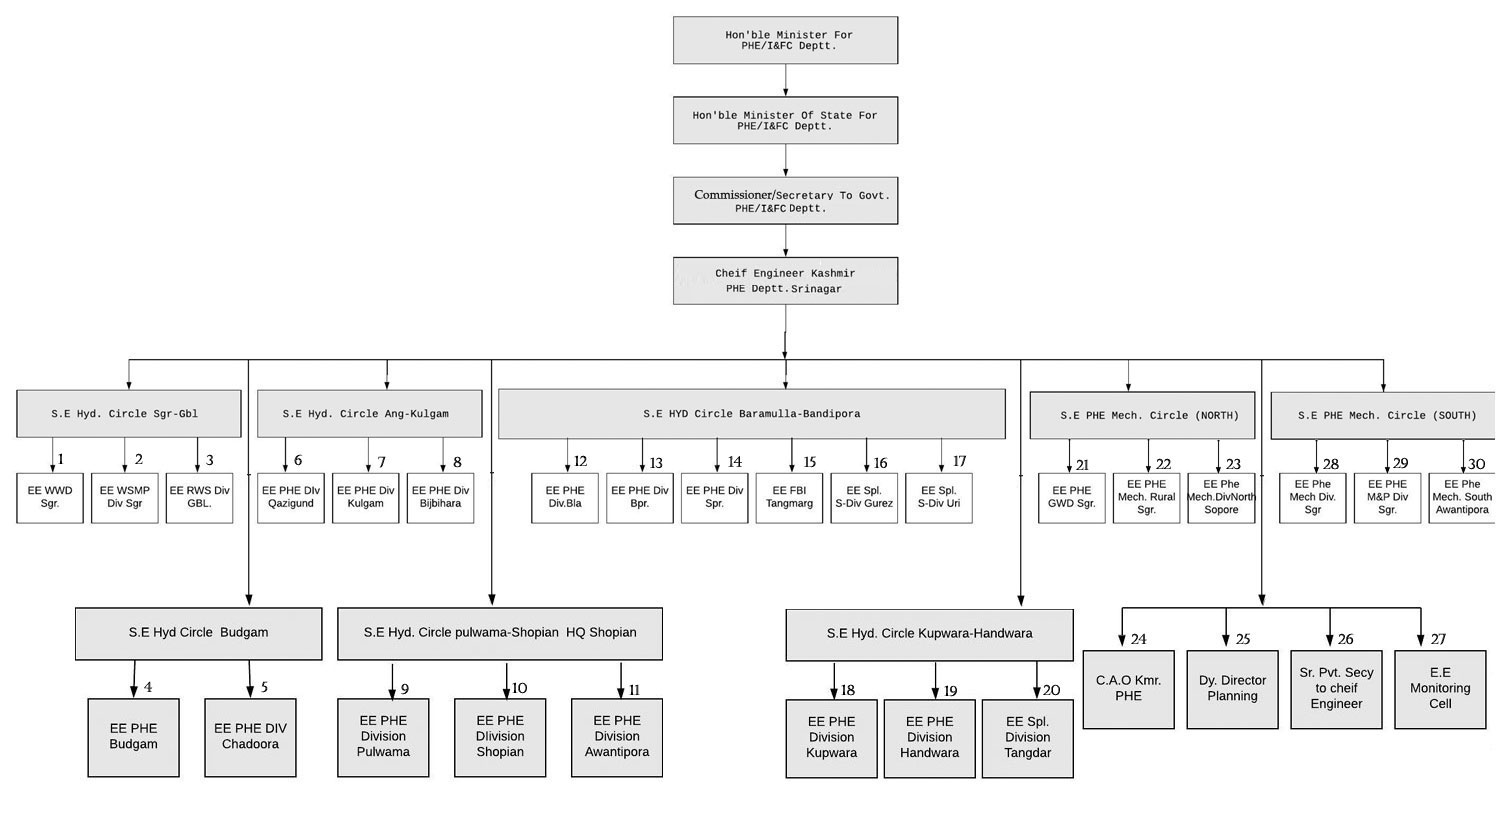 Hon'ble Minister For
PHE/I&FC Deptt.
Hon'ble Minister Of State For
PHE/I&FC Deptt.
Commissioner/Secretary To Govt.
PHE/I&FC Deptt.
Cheif Engineer Kashmir
PHE Deptt.Srinagar
S.E Hyd. Circle Sgr-Gbl
S.E Hyd. Circle Ang-Kulgam
S.E HYD Circle Baramulla-Bandipora
S.E PHE Mech. Circle (NORTH)
S.E PHE Mech. Circle (SOUTH)
1
EE WWD
Sgr.
2
EE WSMP
Div Sgr
3
EE RWS Div
GBL.
6
EE PHE DIv
Qazigund
7
EE PHE Div
Kulgam
8
EE PHE Div
Bijbihara
12
EE PHE
Div.Bla
13
EE PHE Div
Bpr.
14
EE PHE Div
Spr.
15
EE FBI
Tangmarg
16
EE Spl.
S-Div Gurez
17
EE Spl.
S-Div Uri
21
EE PHE
GWD Sgr.
22
EE PHE
Mech. Rural
Sgr.
23
EE Phe
Mech.DivNorth
Sopore
28
EE Phe
Mech Div.
Sgr
29
EE PHE
M&P Div
Sgr.
30
EE Phe
Mech. South
Awantipora
S.E Hyd Circle Budgam
S.E Hyd. Circle pulwama-Shopian HQ Shopian
S.E Hyd. Circle Kupwara-Handwara
4
EE PHE
Budgam
5
EE PHE DIV
Chadoora
9
EE PHE
Division
Pulwama
10
EE PHE
DIivision
Shopian
11
EE PHE
Division
Awantipora
18
EE PHE
Division
Kupwara
19
EE PHE
Division
Handwara
20
EE Spl.
Division
Tangdar
24
C.A.O Kmr.
PHE
25
Dy. Director
Planning
26
Sr. Pvt. Secy
to cheif
Engineer
27
E.E
Monitoring
Cell